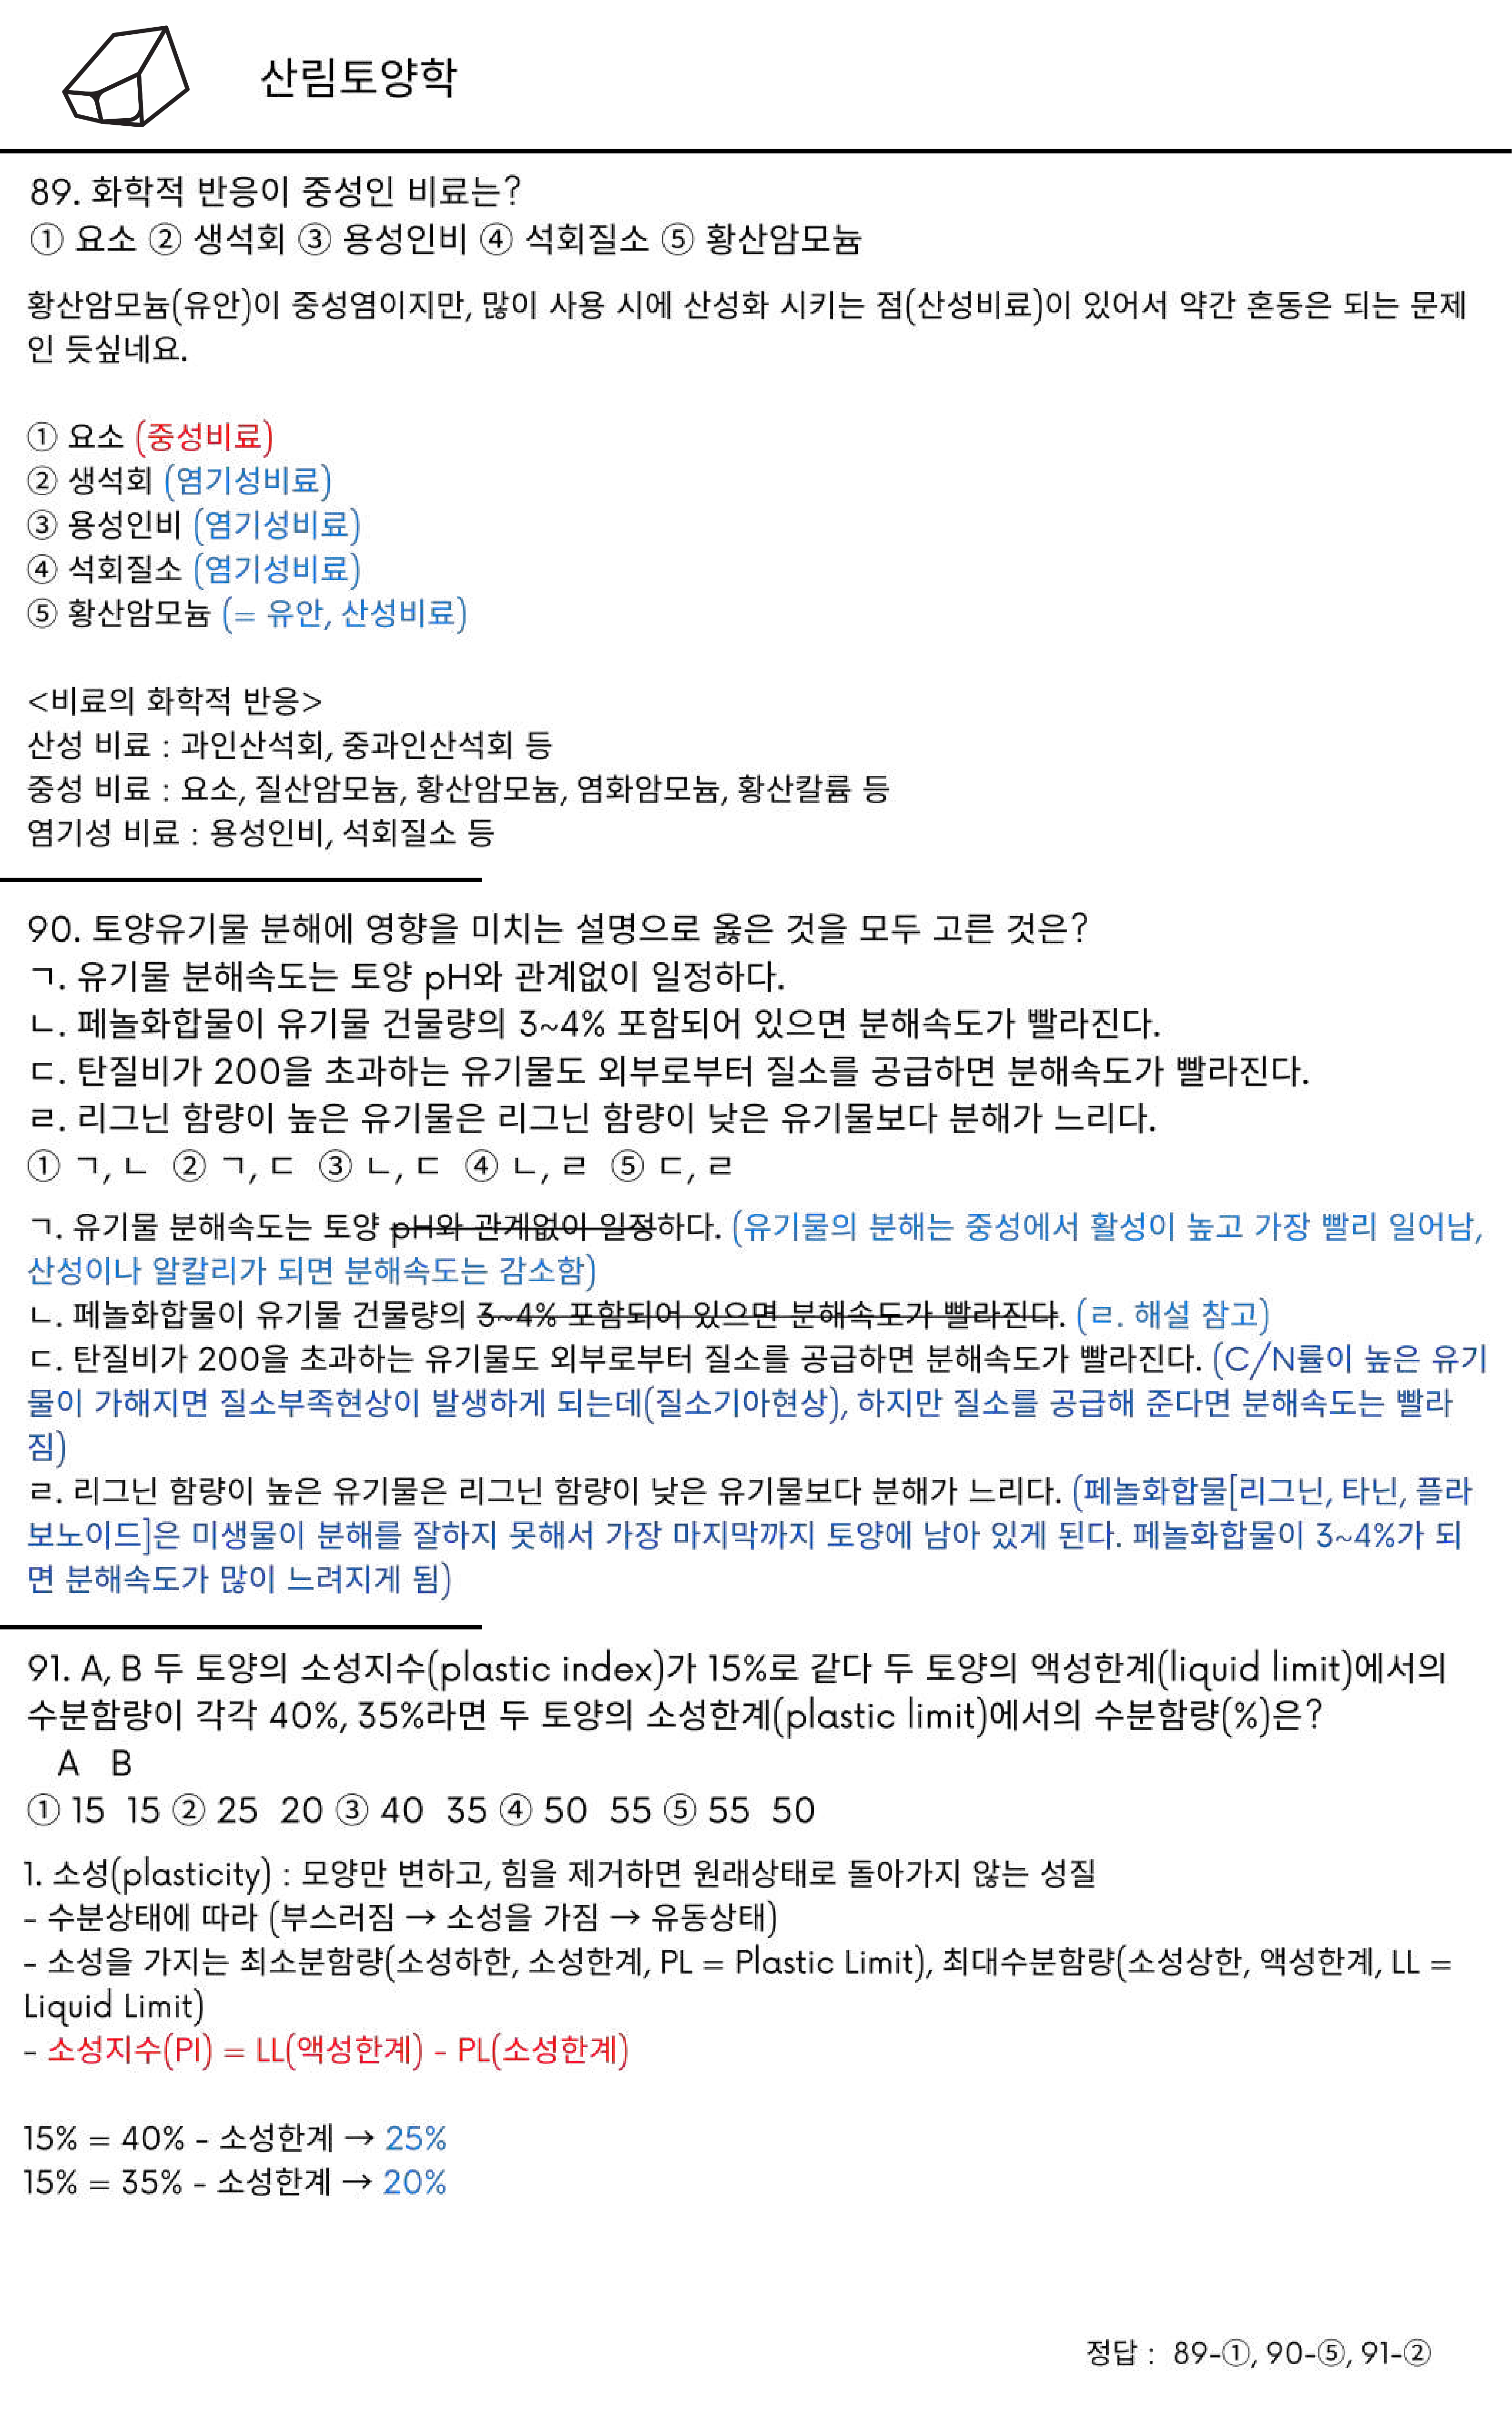 산림토양학
89. 화학적 반응이 중성인 비료는?
① 요소 ② 생석회 ③ 용성인비 ④ 석회질소 ⑤ 황산암모늄
황산암모늄(유안)이 중성염이지만, 많이 사용 시에 산성화 시키는 점(산성비료)이 있어서 약간 혼동은 되는 문제
인 듯싶네요.
① 요소 (중성비료)
② 생석회 (염기성비료)
③ 용성인비 (염기성비료)
④ 석회질소 (염기성비료)
⑤ 황산암모늄 (= 유안, 산성비료)
<비료의 화학적 반응>
산성 비료 : 과인산석회, 중과인산석회 등
중성 비료 : 요소, 질산암모늄, 황산암모늄, 염화암모늄, 황산칼륨 등
염기성 비료 : 용성인비, 석회질소 등
90. 토양유기물 분해에 영향을 미치는 설명으로 옳은 것을 모두 고른 것은?
ㄱ. 유기물 분해속도는 토양 pH와 관계없이 일정하다.
ㄴ. 페놀화합물이 유기물 건물량의 3~4% 포함되어 있으면 분해속도가 빨라진다.
ㄷ. 탄질비가 200을 초과하는 유기물도 외부로부터 질소를 공급하면 분해속도가 빨라진다.
ㄹ. 리그닌 함량이 높은 유기물은 리그닌 함량이 낮은 유기물보다 분해가 느리다.
① ㄱ, ㄴ ② ㄱ, ㄷ ③ ㄴ, ㄷ ④ ㄴ, ㄹ ⑤ ㄷ, ㄹ
ㄱ. 유기물 분해속도는 토양 pH와 관계없이 일정하다. (유기물의 분해는 중성에서 활성이 높고 가장 빨리 일어남,
산성이나 알칼리가 되면 분해속도는 감소함)
ㄴ. 페놀화합물이 유기물 건물량의 3~4% 포함되어 있으면 분해속도가 빨라진다. (ㄹ. 해설 참고)
ㄷ. 탄질비가 200을 초과하는 유기물도 외부로부터 질소를 공급하면 분해속도가 빨라진다. (C/N률이 높은 유기
물이 가해지면 질소부족현상이 발생하게 되는데(질소기아현상), 하지만 질소를 공급해 준다면 분해속도는 빨라
짐)
ㄹ. 리그닌 함량이 높은 유기물은 리그닌 함량이 낮은 유기물보다 분해가 느리다. (페놀화합물[리그닌, 타닌, 플라
보노이드]은 미생물이 분해를 잘하지 못해서 가장 마지막까지 토양에 남아 있게 된다. 페놀화합물이 3~4%가 되
면 분해속도가 많이 느려지게 됨)
91. A, B 두 토양의 소성지수(plastic index)가 15%로 같다 두 토양의 액성한계(liquid limit)에서의
수분함량이 각각 40%, 35%라면 두 토양의 소성한계(plastic limit)에서의 수분함량(%)은?
A B
① 15 15 ② 25 20 ③ 40 35 ④ 50 55 ⑤ 55 50
1. 소성(plasticity) : 모양만 변하고, 힘을 제거하면 원래상태로 돌아가지 않는 성질
- 수분상태에 따라 (부스러짐 → 소성을 가짐 → 유동상태)
- 소성을 가지는 최소분함량(소성하한, 소성한계, PL = Plastic Limit), 최대수분함량(소성상한, 액성한계, LL =
Liquid Limit)
- 소성지수(PI) = LL(액성한계) - PL(소성한계)
15% = 40% - 소성한계 → 25%
15% = 35% - 소성한계 → 20%
정답 : 89-①, 90-⑤, 91-②